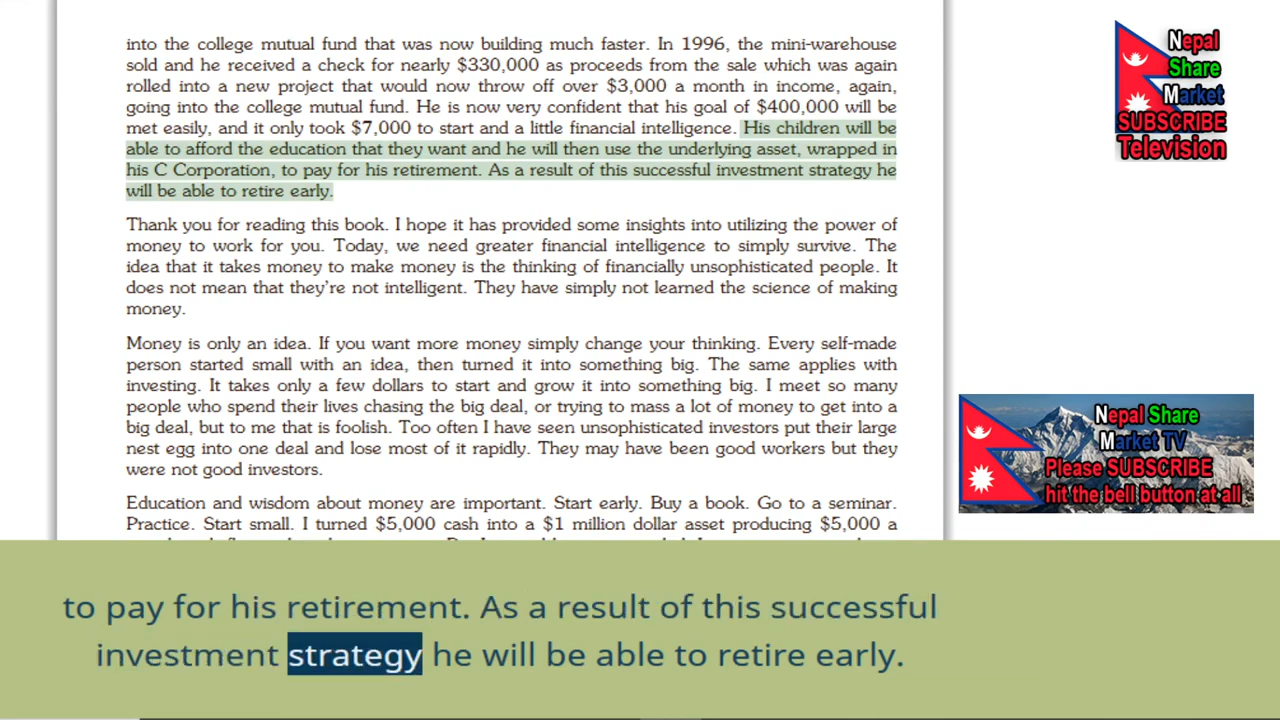 into the college mutual fund that was now building much faster. In 1996, the mini-warehouse
sold and he received a check for nearly $330,000 as proceeds from the sale which was again
rolled into a new project that would now throw off over $3,000 a month in income, again,
going into the college mutual fund. He is now very confident that his goal of $400,000 will be
met easily, and it only took $7,000 to start and a little financial intelligence. His children will be
able to afford the education that they want and he will then use the underlying asset, wrapped in
his C Corporation, to pay for his retirement. As a result of this successful investment strategy he
will be able to retire early.
Thank you for reading this book. I hope it has provided some insights into utilizing the power of
money to work for you. Today, we need greater financial intelligence to simply survive. The
idea that it takes money to make money is the thinking of financially unsophisticated people. It
does not mean that they're not intelligent. They have simply not learned the science of making
money.
Money is only an idea. If you want more money simply change your thinking. Every self-made
person started small with an idea, then turned it into something big. The same applies with
investing. It takes only a few dollars to start and grow it into something big. I meet so many
people who spend their lives chasing the big deal, or trying to mass a lot of money to get into a
big deal, but to me that is foolish. Too often I have seen unsophisticated investors put their large
nest egg into one deal and lose most of it rapidly. They may have been good workers but they
were not good investors.
Education and wisdom about money are important. Start early. Buy a book. Go to a seminar.
Practice. Start small. I turned $5,000 cash into a $1 million dollar asset producing $5,000 a
Nepal
Share
Market
SUBSCRIBE
Television
Nepal Share
Market TV
Please SUBSCRIBE
hit the bell button at all
to pay for his retirement. As a result of this successful
investment strategy he will be able to retire early.